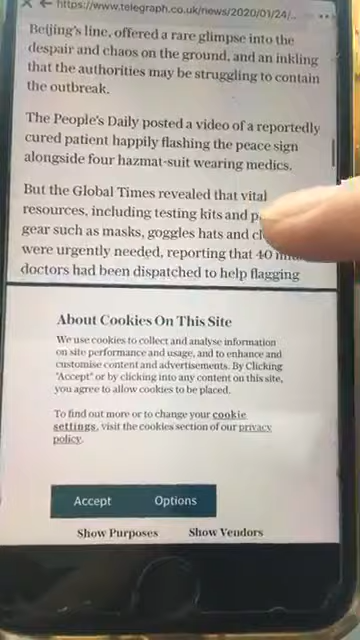 https://www.telegraph.co.uk/news/2020/01/24/...
Beijing's line, offered a rare glimpse into the
despair and chaos on the ground, and an inkling
that the authorities may be struggling to contain
the outbreak.
The People's Daily posted a video of a reportedly
cured patient happily flashing the peace sign
alongside four hazmat-suit wearing medics.
But the Global Times revealed that vital
resources, including testing kits and
gear such as masks, goggles hats and
were urgently needed, reporting that 40
doctors had been dispatched to help flagging
About Cookies On This Site
We use cookies to collect and analyse information
on site performance and usage, and to enhance and
customise content and advertisements. By Clicking
"Accept" or by clicking into any content on this site,
you agree to allow cookies to be placed.
To find out more or to change your cookie
settings, visit the cookies section of our privacy
policy.
Accept Options
Show Purposes Show Vendors